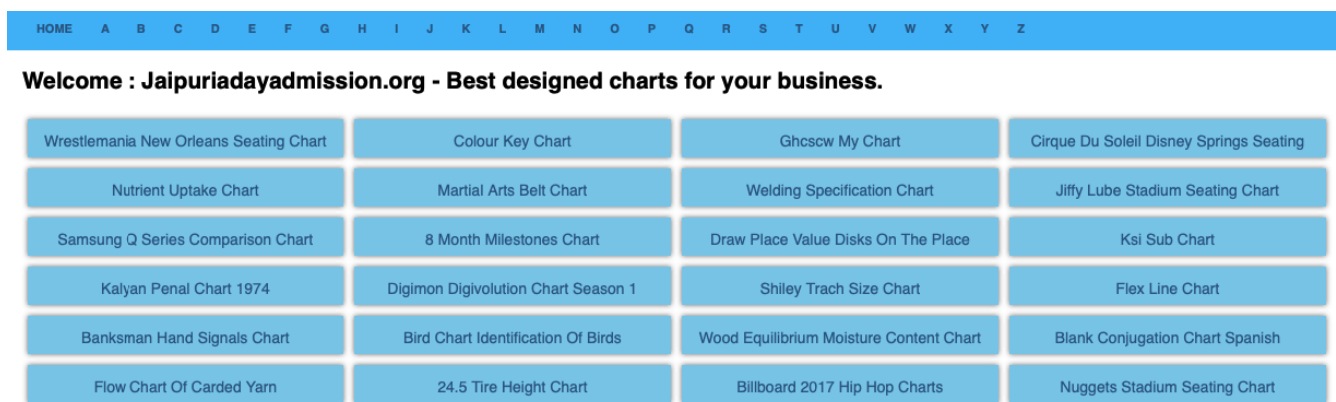 HOME A B C D E F G H I J K L M N O P Q R S T U V W X Y Z
Welcome : Jaipuriadayadmission.org - Best designed charts for your business.
Wrestlemania New Orleans Seating Chart Colour Key Chart Ghcscw My Chart Cirque Du Soleil Disney Springs Seating
Nutrient Uptake Chart Martial Arts Belt Chart Welding Specification Chart Jiffy Lube Stadium Seating Chart
Samsung Q Series Comparison Chart 8 Month Milestones Chart Draw Place Value Disks On The Place Ksi Sub Chart
Kalyan Penal Chart 1974 Digimon Digivolution Chart Season 1 Shiley Trach Size Chart Flex Line Chart
Banksman Hand Signals Chart Bird Chart Identification Of Birds Wood Equilibrium Moisture Content Chart Blank Conjugation Chart Spanish
Flow Chart Of Carded Yarn 24.5 Tire Height Chart Billboard 2017 Hip Hop Charts Nuggets Stadium Seating Chart